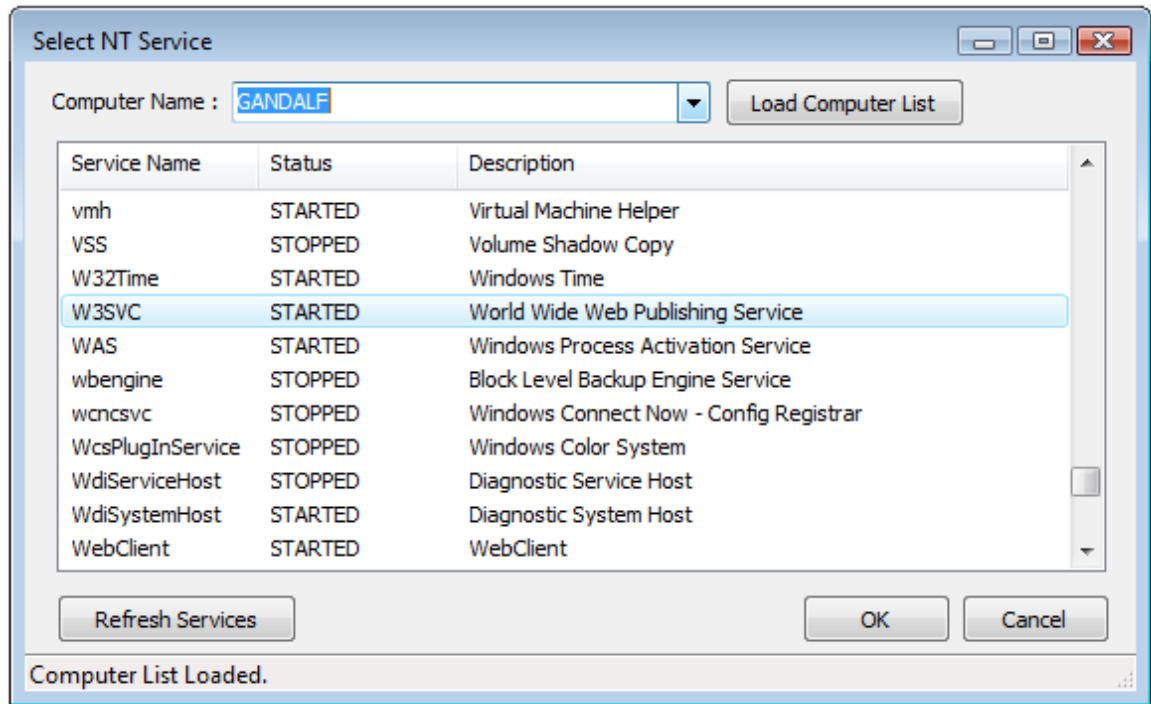 Select NT Service
Computer Name : GANDALF Load Computer List
Service Name Status Description
vmh STARTED Virtual Machine Helper
VSS STOPPED Volume Shadow Copy
W32Time STARTED Windows Time
W3SVC STARTED World Wide Web Publishing Service
WAS STARTED Windows Process Activation Service
wbengine STOPPED Block Level Backup Engine Service
wcncsvc STOPPED Windows Connect Now - Config Registrar
WcsPlugInService STOPPED Windows Color System
WdiServiceHost STOPPED Diagnostic Service Host
WdiSystemHost STARTED Diagnostic System Host
WebClient STARTED WebClient
Refresh Services OK Cancel
Computer List Loaded.